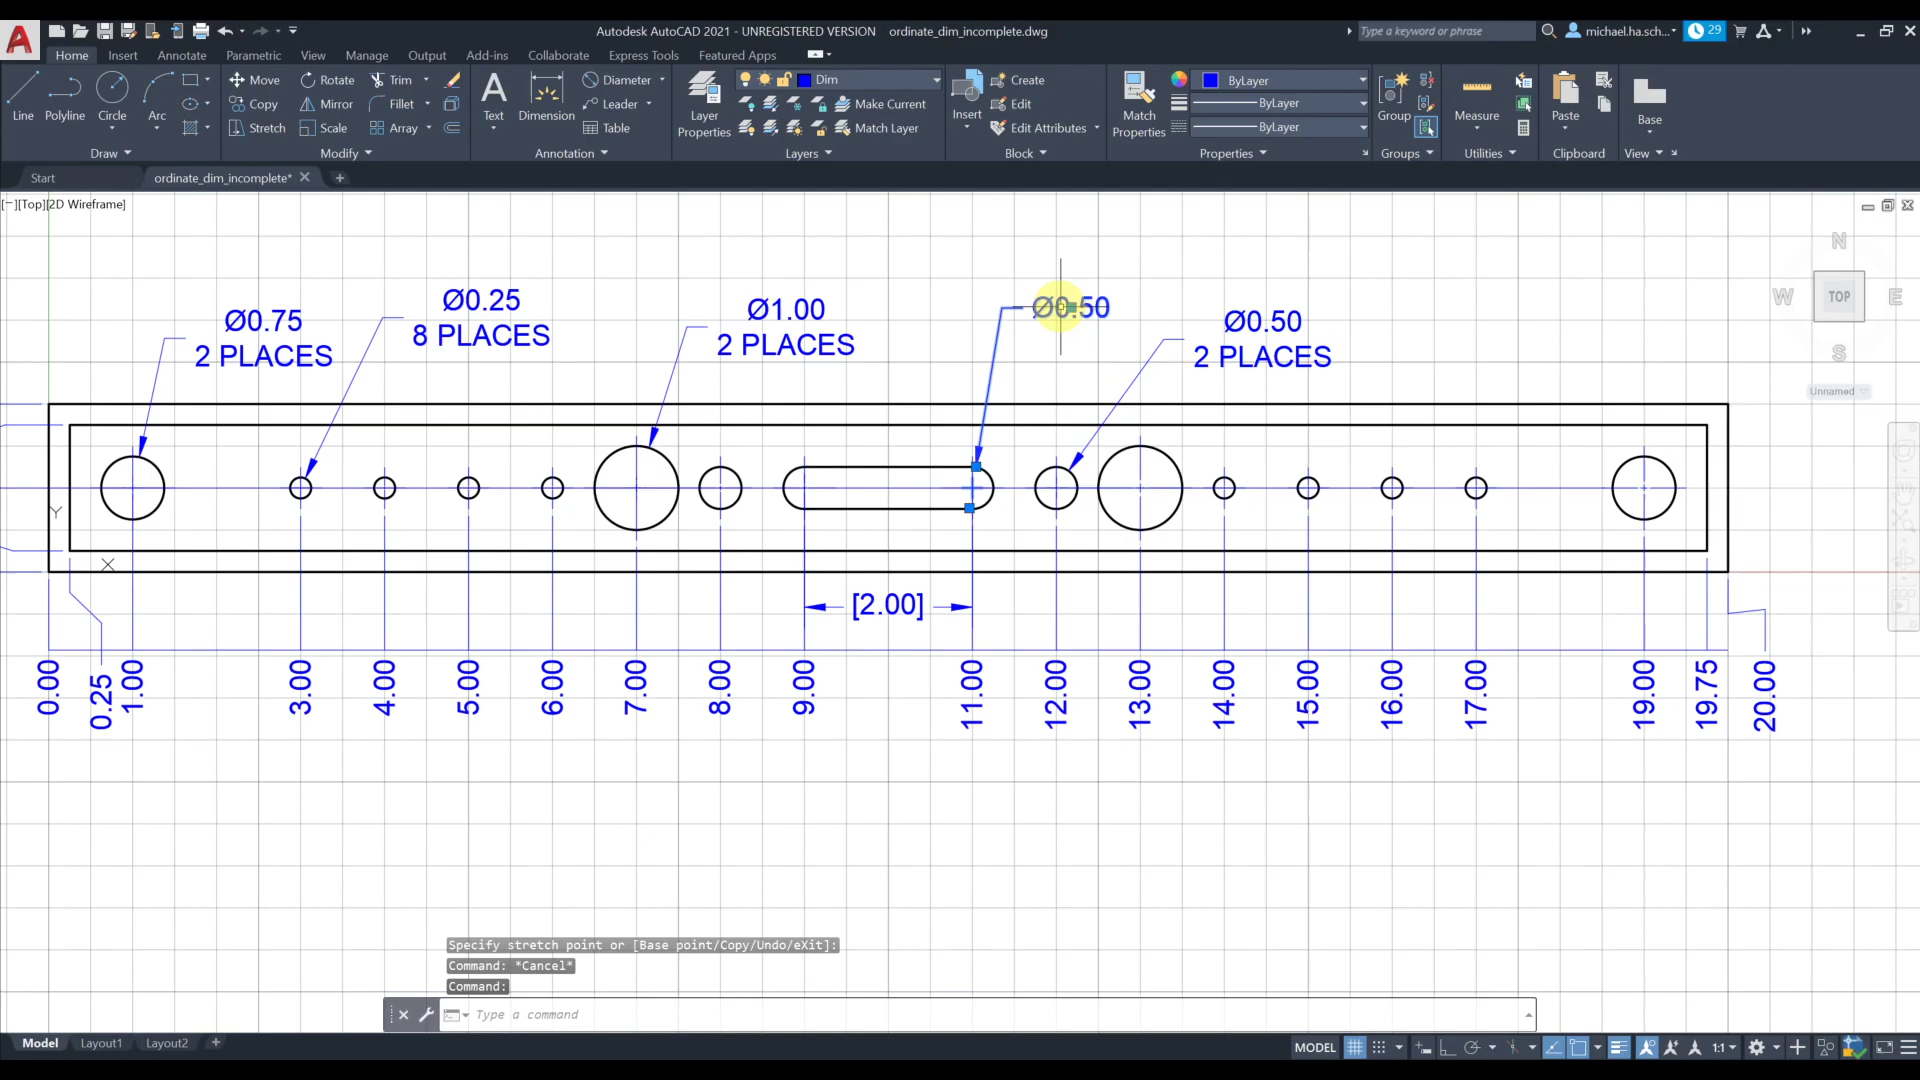 Autodesk AutoCAD 2021 - UNREGISTERED VERSION ordinate_dim_incomplete.dwg
Type a keyword or phrase
michael.ha.sch...
29
Home Insert Annotate Parametric View Manage Output Add-ins Collaborate Express Tools Featured Apps
Move Rotate Trim
Copy Mirror Fillet
Stretch Scale Array
Line Polyline Circle Arc
Text Dimension
Diameter
Leader
Table
Layer Properties
Dim
Make Current
Match Layer
Insert
Create
Edit
Edit Attributes
Match Properties
ByLayer
ByLayer
ByLayer
Group
Measure
Paste
Base
Draw Modify Annotation Layers Block Properties Groups Utilities Clipboard View
Start ordinate_dim_incomplete*
[−][Top][2D Wireframe]
N
W TOP E
S
Unnamed
Ø0.75
2 PLACES
Ø0.25
8 PLACES
Ø1.00
2 PLACES
Ø0.50
Ø0.50
2 PLACES
Y
X
[2.00]
0.00
0.25
1.00
3.00
4.00
5.00
6.00
7.00
8.00
9.00
11.00
12.00
13.00
14.00
15.00
16.00
17.00
19.00
19.75
20.00
Specify stretch point or [Base point/Copy/Undo/eXit]:
Command: *Cancel*
Command:
Type a command
Model Layout1 Layout2
MODEL
1:1